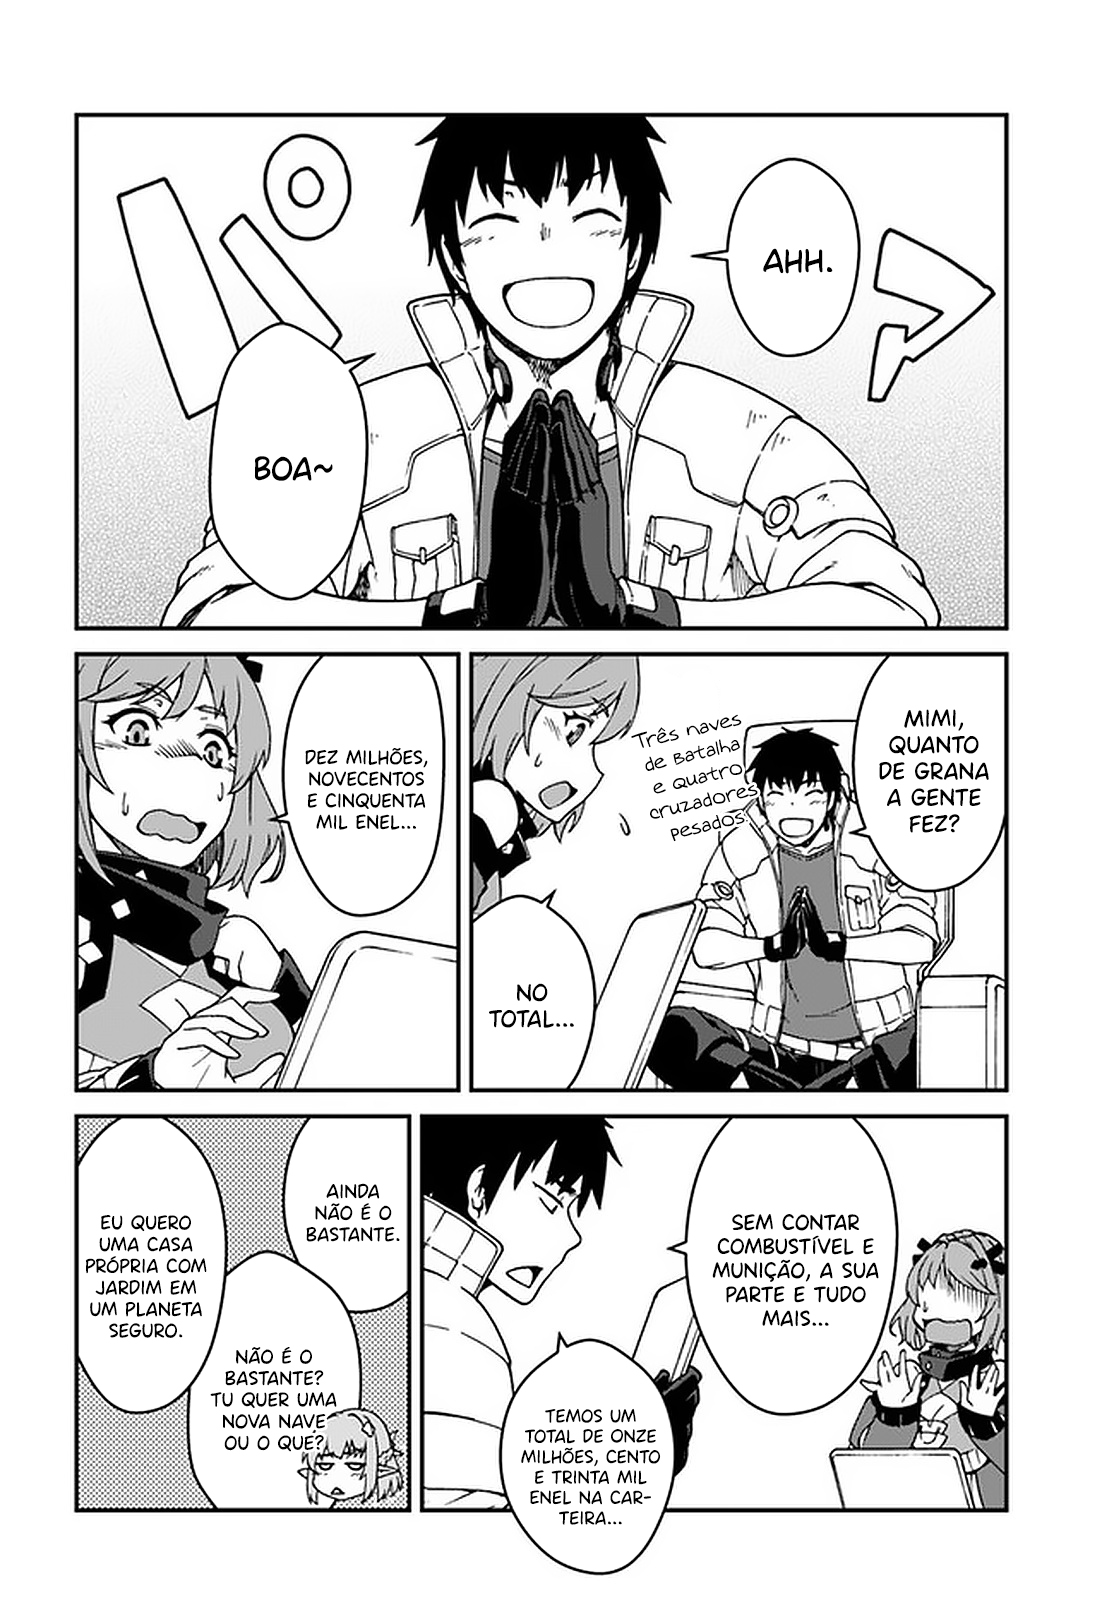 アパ
AHH.
BOA~
MIMI,
QUANTO
DE GRANA
A GENTE
FEZ?
Três naves
de Batalha
e quatro
cruzadores
pesados.
NO
TOTAL...
DEZ MILHÕES,
NOVECENTOS
E CINQUENTA
MIL ENEL...
SEM CONTAR
COMBUSTÍVEL E
MUNIÇÃO, A SUA
PARTE E TUDO
MAIS...
TEMOS UM
TOTAL DE ONZE
MILHÕES, CENTO
E TRINTA MIL
ENEL NA CAR-
TEIRA...
AINDA
NÃO É O
BASTANTE.
NÃO É O
BASTANTE?
TU QUER UMA
NOVA NAVE
OU O QUE?
EU QUERO
UMA CASA
PRÓPRIA COM
JARDIM EM
UM PLANETA
SEGURO.